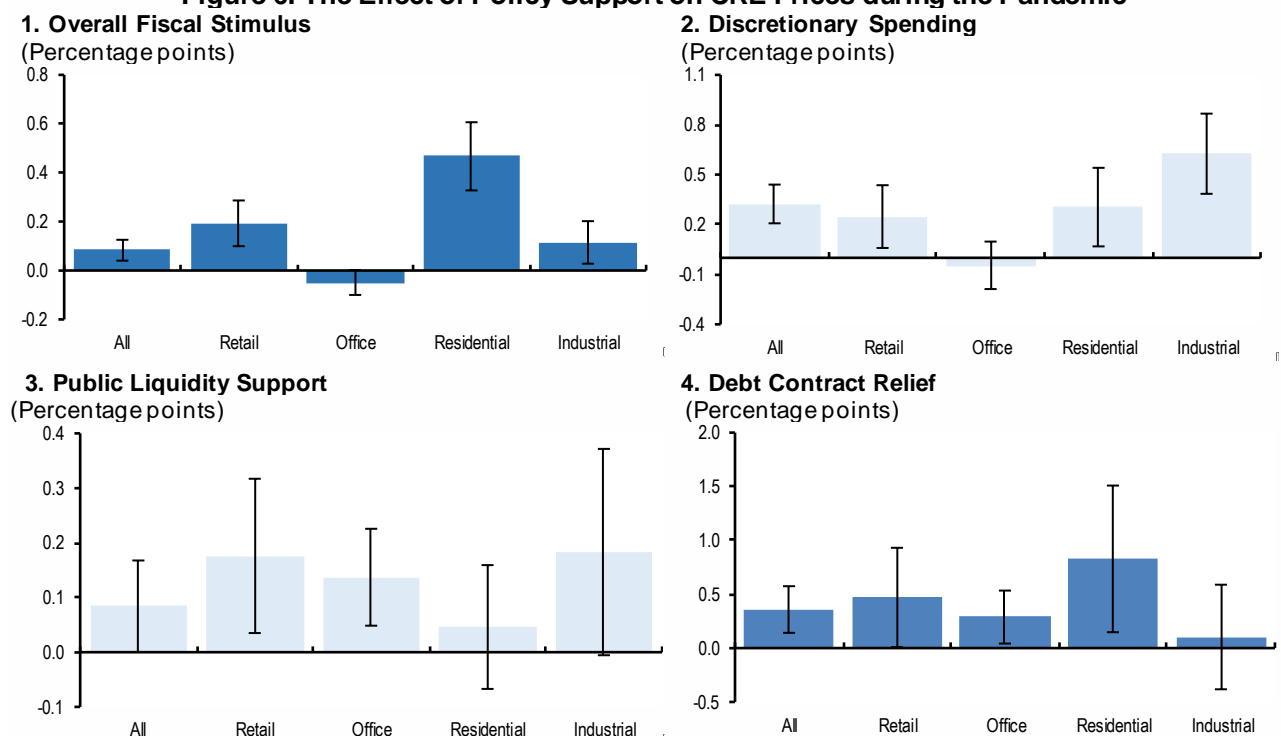 1. Overall Fiscal Stimulus
(Percentage points)
0.8
0.6
0.4
0.2
0.0
-0.2
All Retail Office Residential Industrial
2. Discretionary Spending
(Percentage points)
1.1
0.8
0.5
0.2
-0.1
-0.4
All Retail Office Residential Industrial
3. Public Liquidity Support
(Percentage points)
0.4
0.3
0.2
0.1
0.0
-0.1
All Retail Office Residential Industrial
4. Debt Contract Relief
(Percentage points)
2.0
1.5
1.0
0.5
0.0
-0.5
All Retail Office Residential Industrial